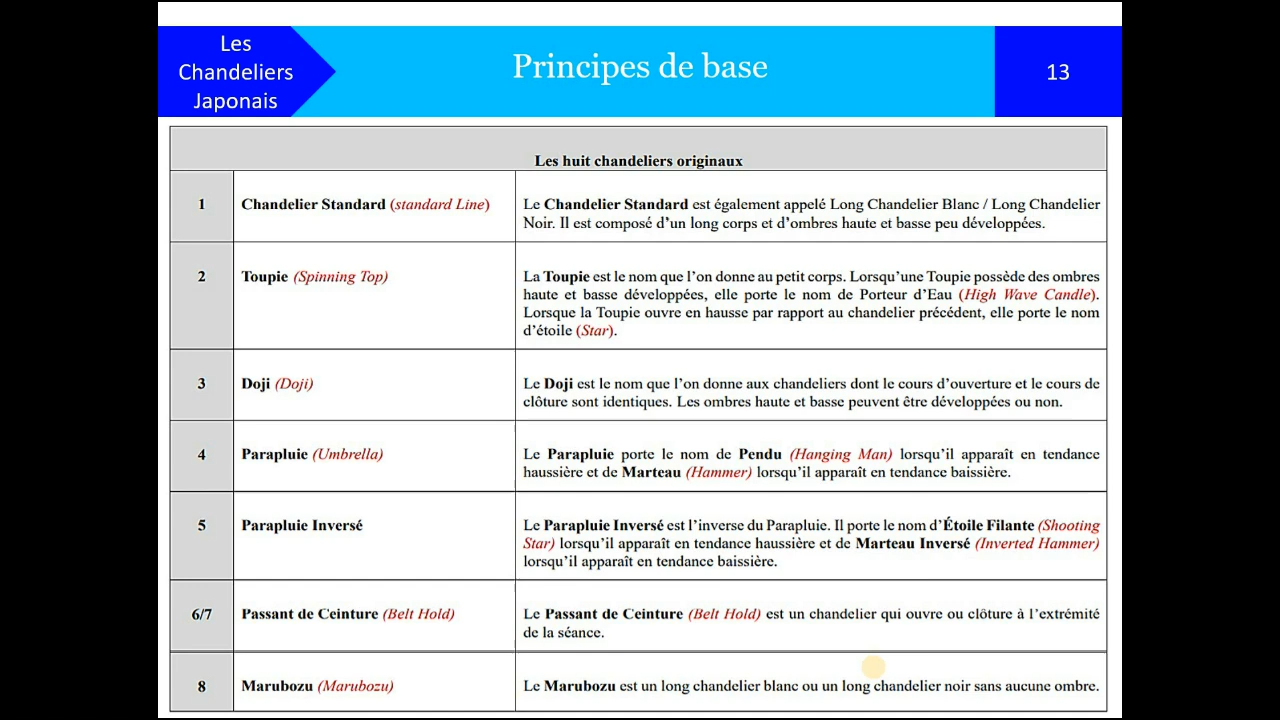 Les
Chandeliers
Japonais
Principes de base
13
Les huit chandeliers originaux
1
Chandelier Standard (standard Line)
Le Chandelier Standard est également appelé Long Chandelier Blanc / Long Chandelier
Noir. Il est composé d’un long corps et d’ombres haute et basse peu développées.
2
Toupie (Spinning Top)
La Toupie est le nom que l’on donne au petit corps. Lorsqu’une Toupie possède des ombres
haute et basse développées, elle porte le nom de Porteur d’Eau (High Wave Candle).
Lorsque la Toupie ouvre en hausse par rapport au chandelier précédent, elle porte le nom
d’étoile (Star).
3
Doji (Doji)
Le Doji est le nom que l’on donne aux chandeliers dont le cours d’ouverture et le cours de
clôture sont identiques. Les ombres haute et basse peuvent être développées ou non.
4
Parapluie (Umbrella)
Le Parapluie porte le nom de Pendu (Hanging Man) lorsqu’il apparaît en tendance
haussière et de Marteau (Hammer) lorsqu’il apparaît en tendance baissière.
5
Parapluie Inversé
Le Parapluie Inversé est l’inverse du Parapluie. Il porte le nom d’Étoile Filante (Shooting
Star) lorsqu’il apparaît en tendance haussière et de Marteau Inversé (Inverted Hammer)
lorsqu’il apparaît en tendance baissière.
6/7
Passant de Ceinture (Belt Hold)
Le Passant de Ceinture (Belt Hold) est un chandelier qui ouvre ou clôture à l’extrémité
de la séance.
8
Marubozu (Marubozu)
Le Marubozu est un long chandelier blanc ou un long chandelier noir sans aucune ombre.